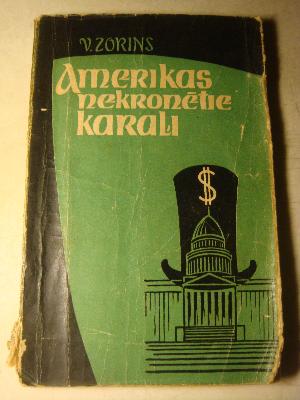 V. ZORINS
AMERIKAS
NEKRONĒTIE
KARAĻI
$